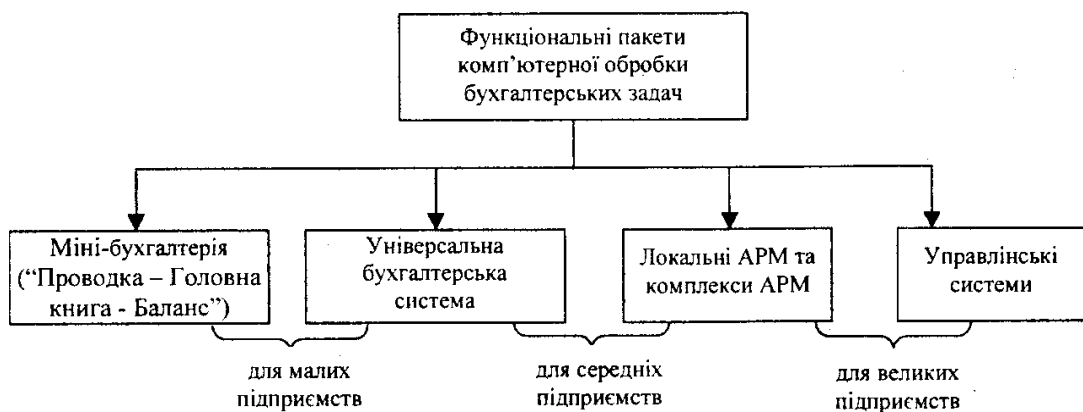 Функціональні пакети
комп’ютерної обробки
бухгалтерських задач
Міні-бухгалтерія
(“Проводка – Головна
книга - Баланс”)
Універсальна
бухгалтерська
система
Локальні АРМ та
комплекси АРМ
Управлінські
системи
для малих
підприємств
для середніх
підприємств
для великих
підприємств